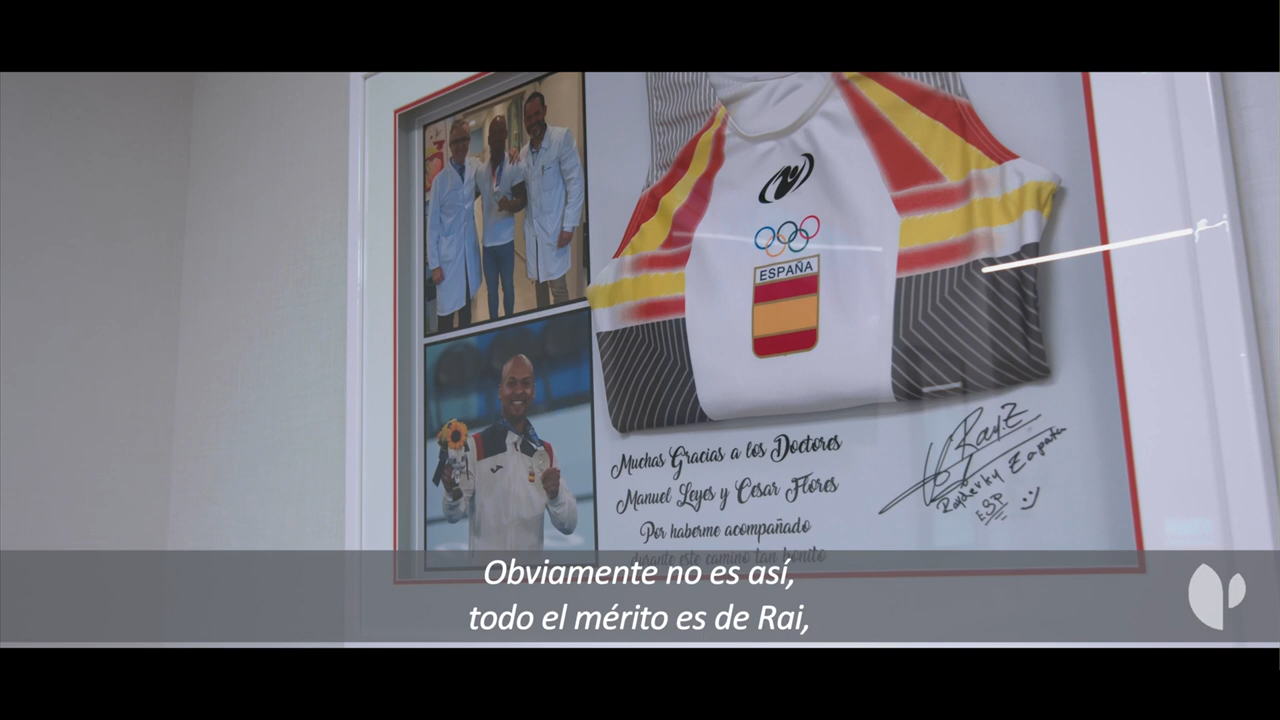 ESPAÑA
Muchas Gracias a los Doctores
Manuel Leyes y Cesar Flores
Por haberme acompañado
durante este camino tan bonito
Ray.Z
Rayderley Zapata
ESP
Obviamente no es así,
todo el mérito es de Rai,